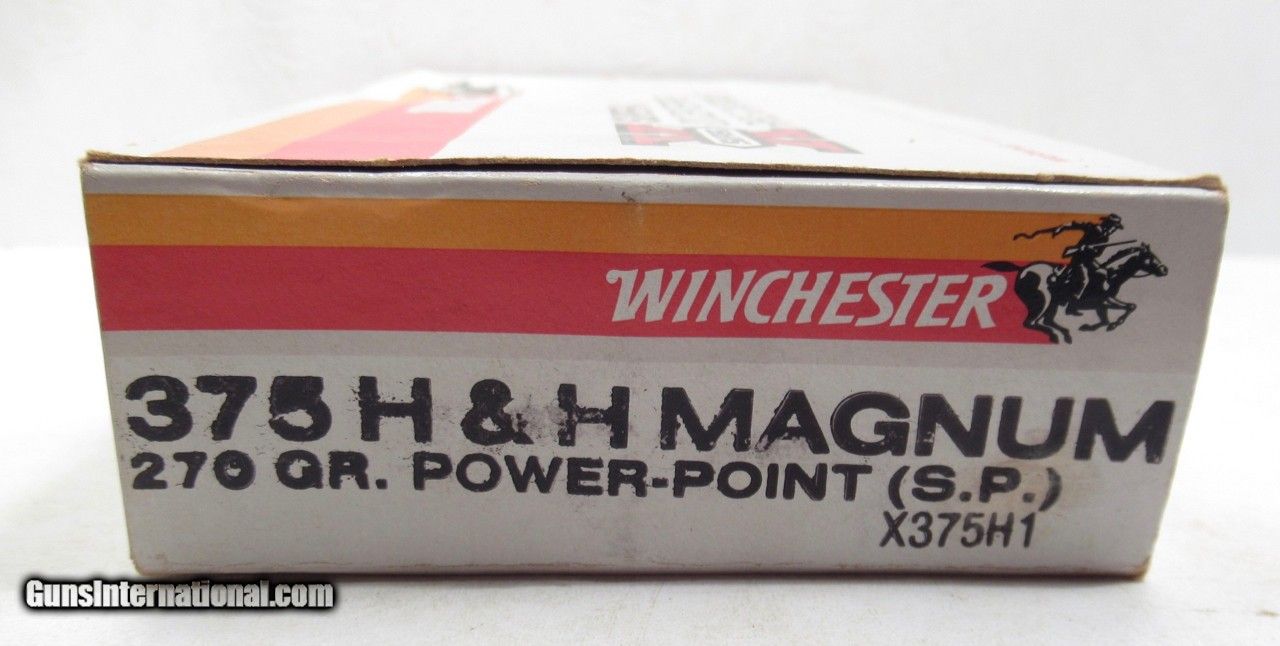 WINCHESTER
375 H & H MAGNUM
270 GR. POWER-POINT (S.P.)
X375H1
GunsInternational.com